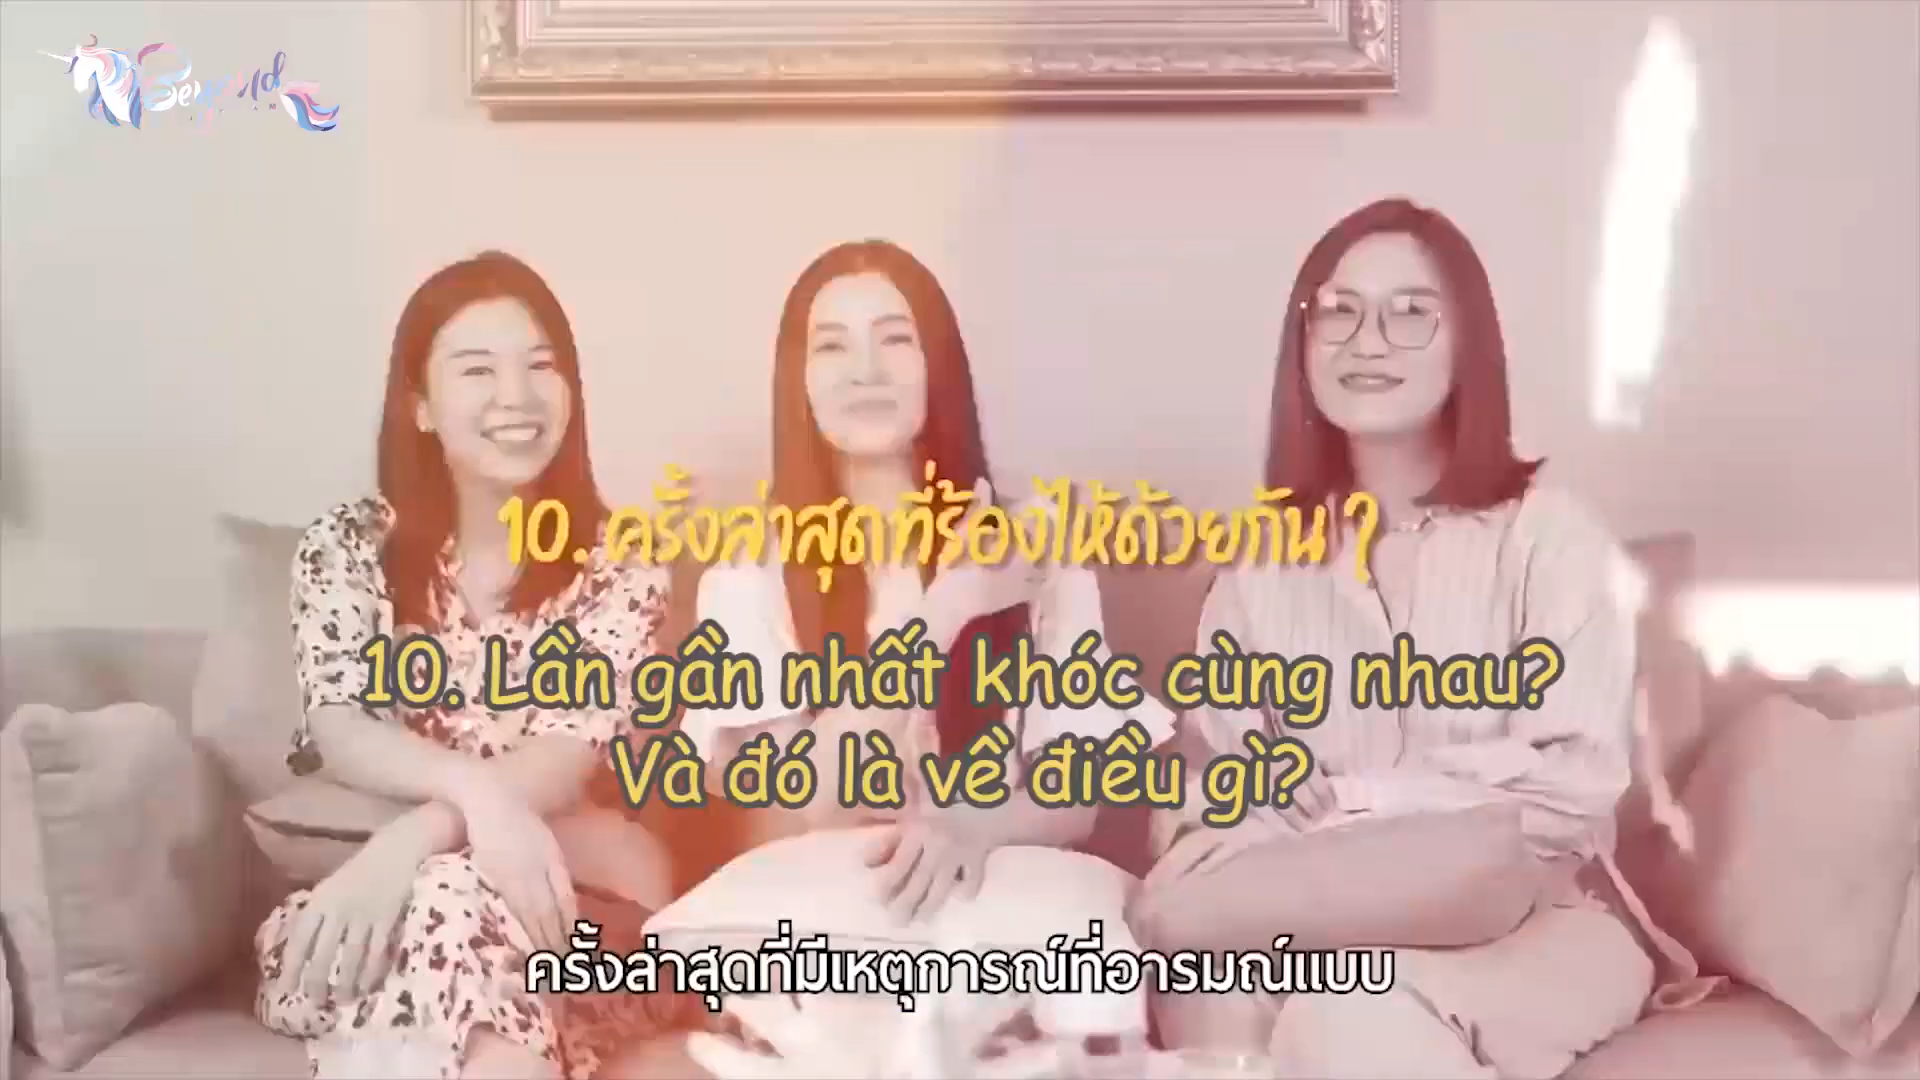 Beyond
10. ครั้งล่าสุดที่ร้องไห้ด้วยกัน ?
10. Lần gần nhất khóc cùng nhau?
Và đó là về điều gì?
ครั้งล่าสุดที่มีเหตุการณ์ที่อารมณ์แบบ